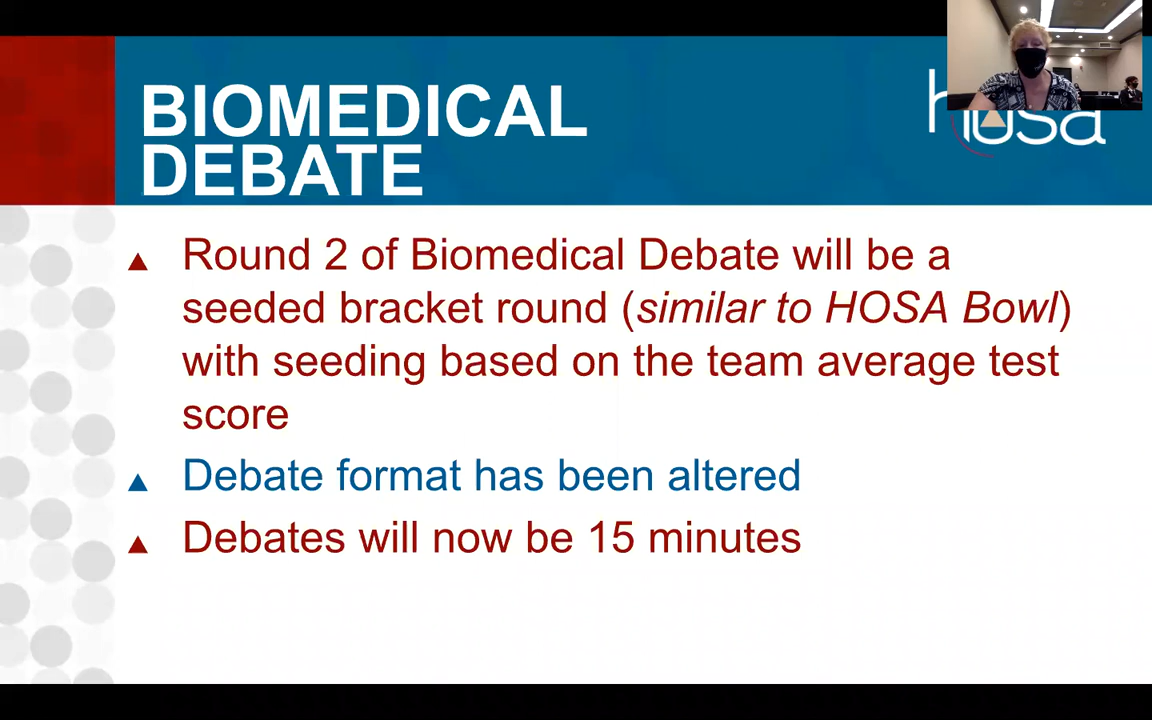 BIOMEDICAL
DEBATE
hosa
▲ Round 2 of Biomedical Debate will be a
seeded bracket round (similar to HOSA Bowl)
with seeding based on the team average test
score
▲ Debate format has been altered
▲ Debates will now be 15 minutes